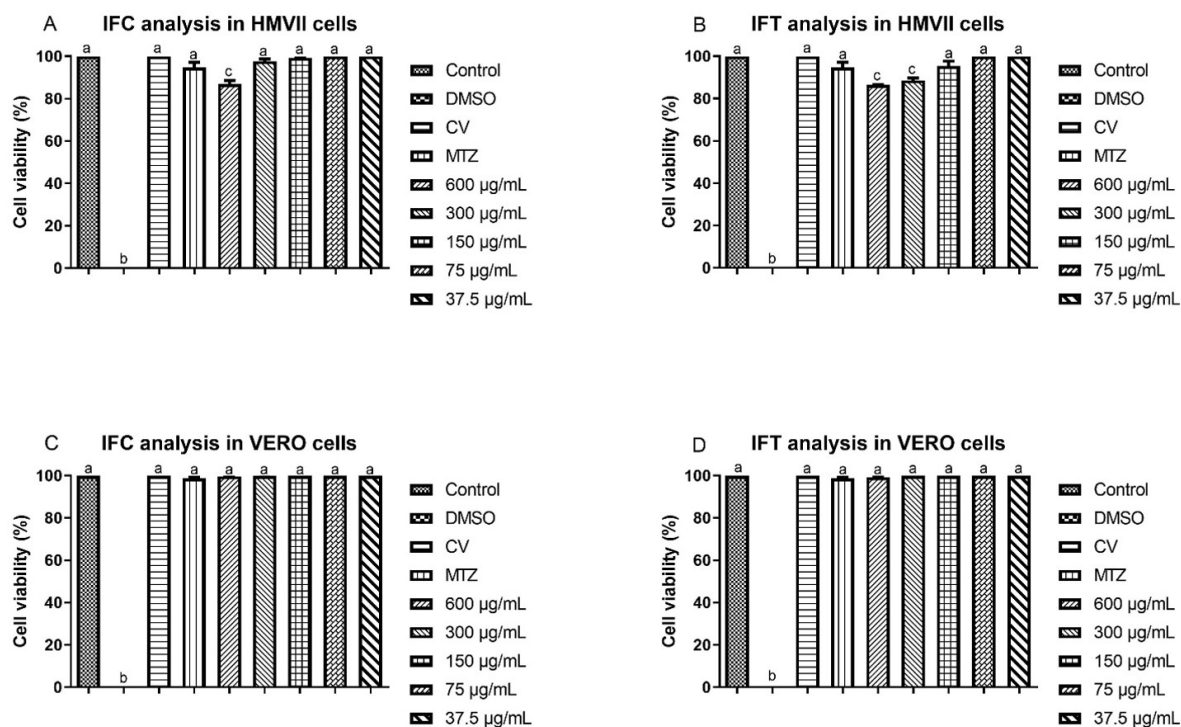 A
IFC analysis in HMVII cells
Cell viability (%)
100
80
60
40
20
0
a
b
a
a
c
a
a
a
a
Control
DMSO
CV
MTZ
600 µg/mL
300 µg/mL
150 µg/mL
75 µg/mL
37.5 µg/mL
B
IFT analysis in HMVII cells
Cell viability (%)
100
80
60
40
20
0
a
b
a
a
c
c
a
a
a
Control
DMSO
CV
MTZ
600 µg/mL
300 µg/mL
150 µg/mL
75 µg/mL
37.5 µg/mL
C
IFC analysis in VERO cells
Cell viability (%)
100
80
60
40
20
0
a
b
a
a
a
a
a
a
a
Control
DMSO
CV
MTZ
600 µg/mL
300 µg/mL
150 µg/mL
75 µg/mL
37.5 µg/mL
D
IFT analysis in VERO cells
Cell viability (%)
100
80
60
40
20
0
a
b
a
a
a
a
a
a
a
Control
DMSO
CV
MTZ
600 µg/mL
300 µg/mL
150 µg/mL
75 µg/mL
37.5 µg/mL